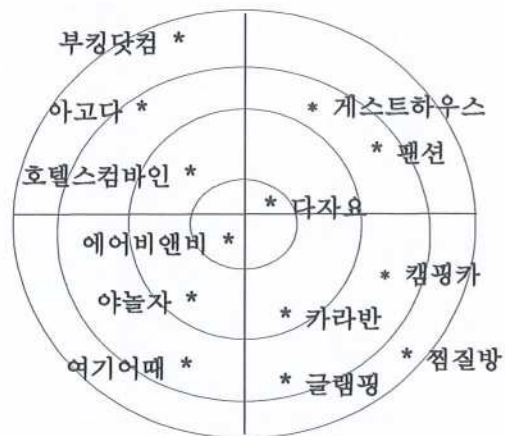 부킹닷컴 *
아고다 * * 게스트하우스
* 팬션
호텔스컴바인 *
* 다자요
에어비앤비 *
* 캠핑카
야놀자 *
* 카라반
여기어때 * * 찜질방
* 글램핑